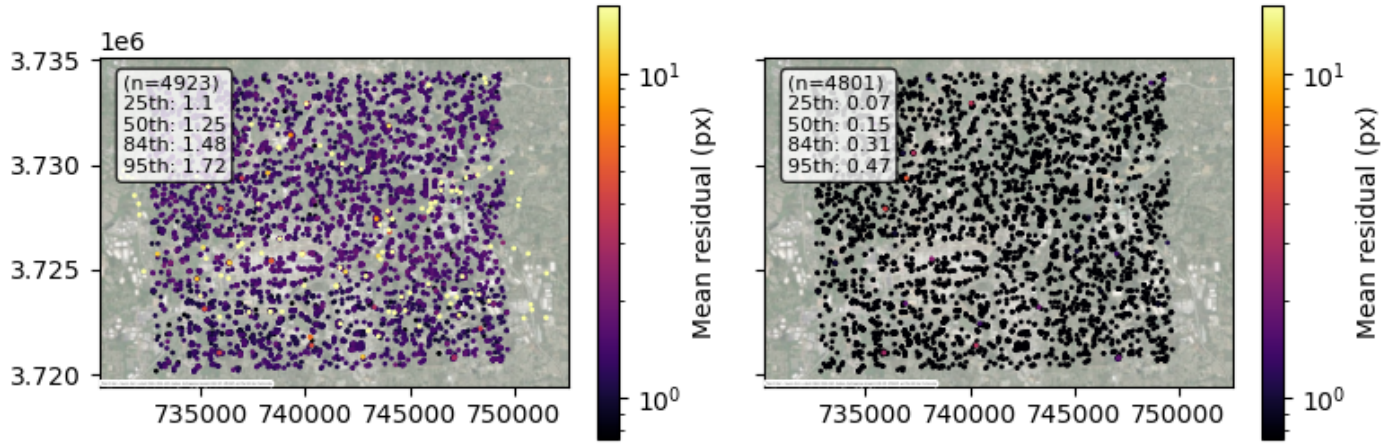 1e6
3.735
3.730
3.725
3.720
(n=4923)
25th: 1.1
50th: 1.25
84th: 1.48
95th: 1.72
735000 740000 745000 750000
10¹
10⁰
Mean residual (px)
(n=4801)
25th: 0.07
50th: 0.15
84th: 0.31
95th: 0.47
735000 740000 745000 750000
10¹
10⁰
Mean residual (px)